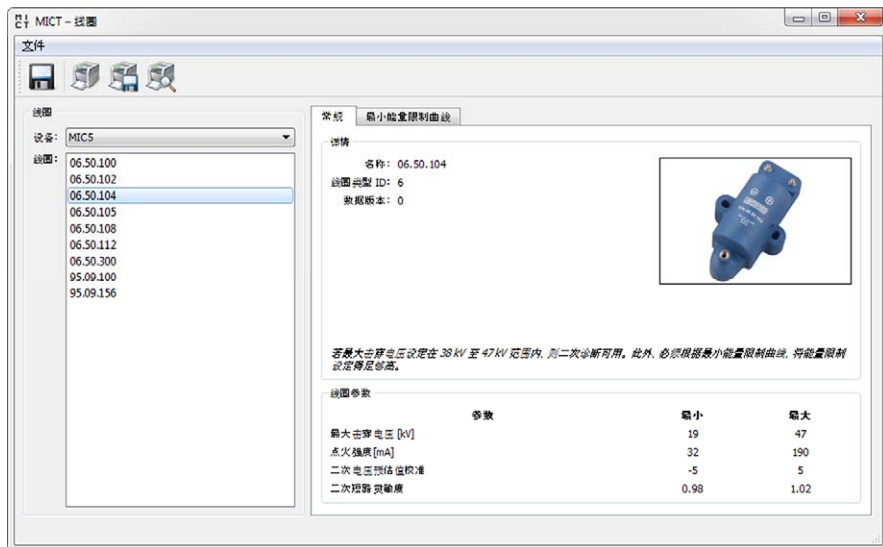 MICT – 线圈
文件
线圈
设备: MIC5
线圈:
06.50.100
06.50.102
06.50.104
06.50.105
06.50.108
06.50.112
06.50.300
95.09.100
95.09.156
常规 最小能量限制曲线
详情
名称: 06.50.104
线圈类型 ID: 6
数据版本: 0
若最大击穿电压设定在 38 kV 至 47 kV 范围内, 则二次诊断可用。此外, 必须根据最小能量限制曲线, 将能量限制
设定得足够高。
线圈参数
参数 最小 最大
最大击穿电压 [kV] 19 47
点火强度[mA] 32 190
二次电压预估值校准 -5 5
二次短路灵敏度 0.98 1.02